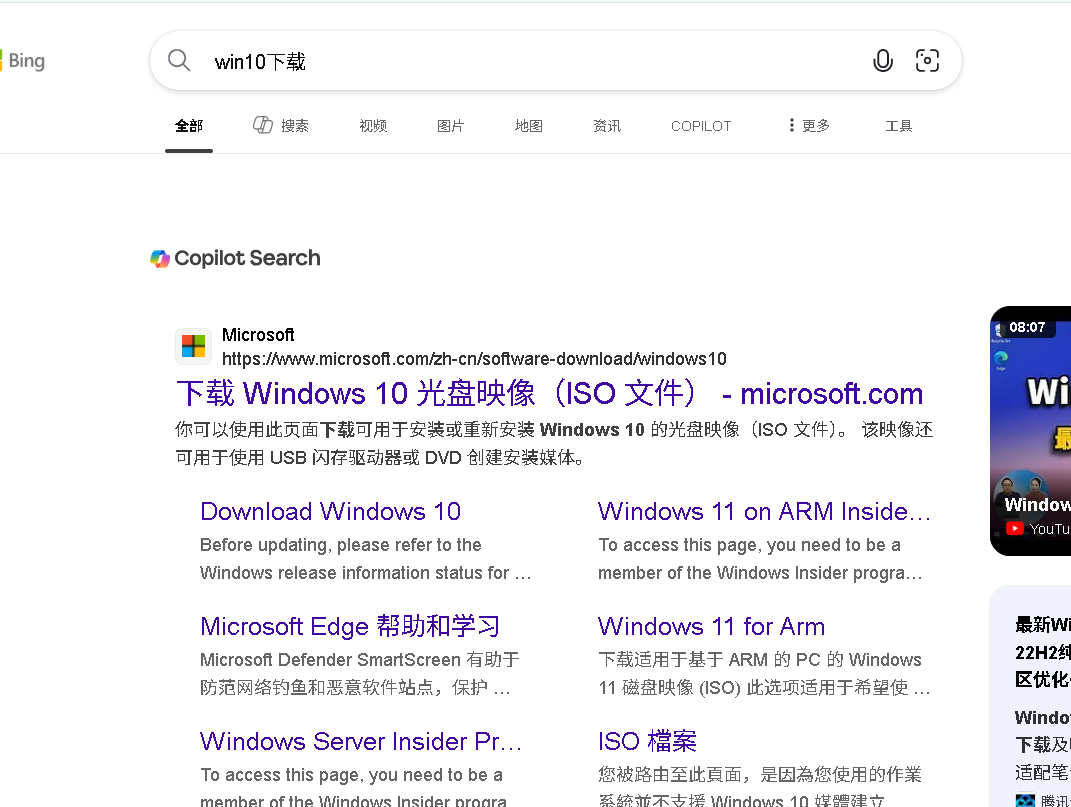 Bing
win10下载
全部 搜索 视频 图片 地图 资讯 COPILOT 更多 工具
Copilot Search
Microsoft
https://www.microsoft.com/zh-cn/software-download/windows10
下载 Windows 10 光盘映像（ISO 文件） - microsoft.com
你可以使用此页面下载可用于安装或重新安装 Windows 10 的光盘映像（ISO 文件）。 该映像还
可用于使用 USB 闪存驱动器或 DVD 创建安装媒体。
Download Windows 10
Before updating, please refer to the
Windows release information status for …
Windows 11 on ARM Inside…
To access this page, you need to be a
member of the Windows Insider progra…
Microsoft Edge 帮助和学习
Microsoft Defender SmartScreen 有助于
防范网络钓鱼和恶意软件站点，保护 …
Windows 11 for Arm
下载适用于基于 ARM 的 PC 的 Windows
11 磁盘映像 (ISO) 此选项适用于希望使 …
Windows Server Insider Pr…
To access this page, you need to be a
member of the Windows Insider progra
ISO 檔案
您被路由至此頁面，是因為您使用的作業
系統並不支援 Windows 10 媒體建立
08:07
Wi
最
Window
YouTu
最新Wi
22H2纯
区优化
Windo
下载及
适配笔
腾讯